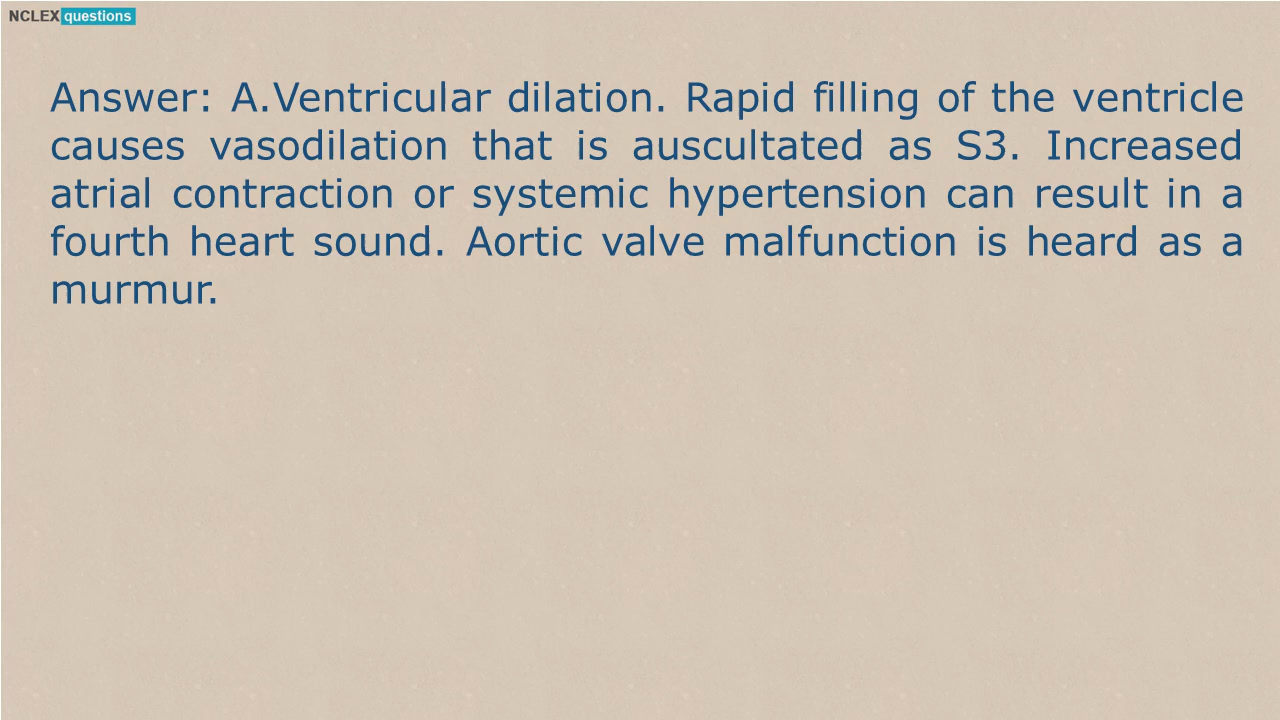 NCLEX questions
Answer: A.Ventricular dilation. Rapid filling of the ventricle
causes vasodilation that is auscultated as S3. Increased
atrial contraction or systemic hypertension can result in a
fourth heart sound. Aortic valve malfunction is heard as a
murmur.